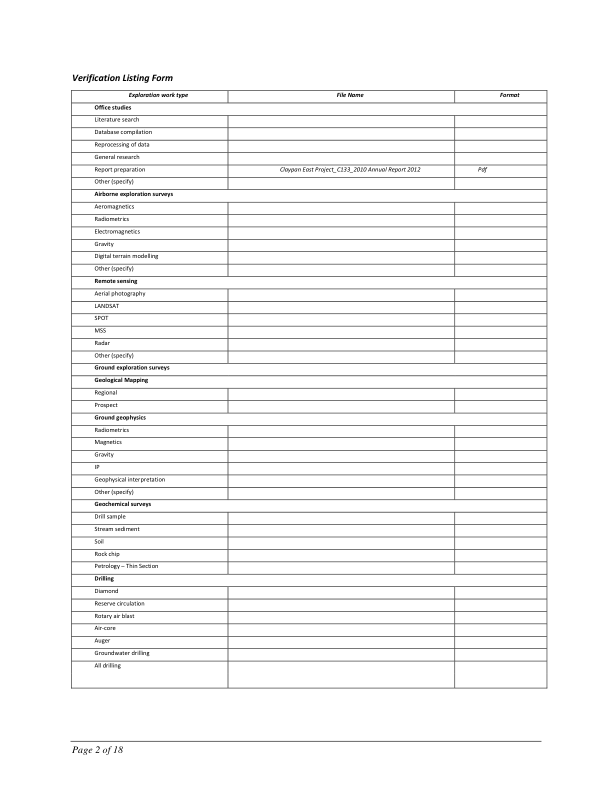 Verification Listing Form
Exploration work type File Name Format
Office studies
Literature search
Database compilation
Reprocessing of data
General research
Report preparation Claypan East Project_C133_2010 Annual Report 2012 Pdf
Other (specify)
Airborne exploration surveys
Aeromagnetics
Radiometrics
Electromagnetics
Gravity
Digital terrain modelling
Other (specify)
Remote sensing
Aerial photography
LANDSAT
SPOT
MSS
Radar
Other (specify)
Ground exploration surveys
Geological Mapping
Regional
Prospect
Ground geophysics
Radiometrics
Magnetics
Gravity
IP
Geophysical interpretation
Other (specify)
Geochemical surveys
Drill sample
Stream sediment
Soil
Rock chip
Petrology – Thin Section
Drilling
Diamond
Reserve circulation
Rotary air blast
Air-core
Auger
Groundwater drilling
All drilling
Page 2 of 18